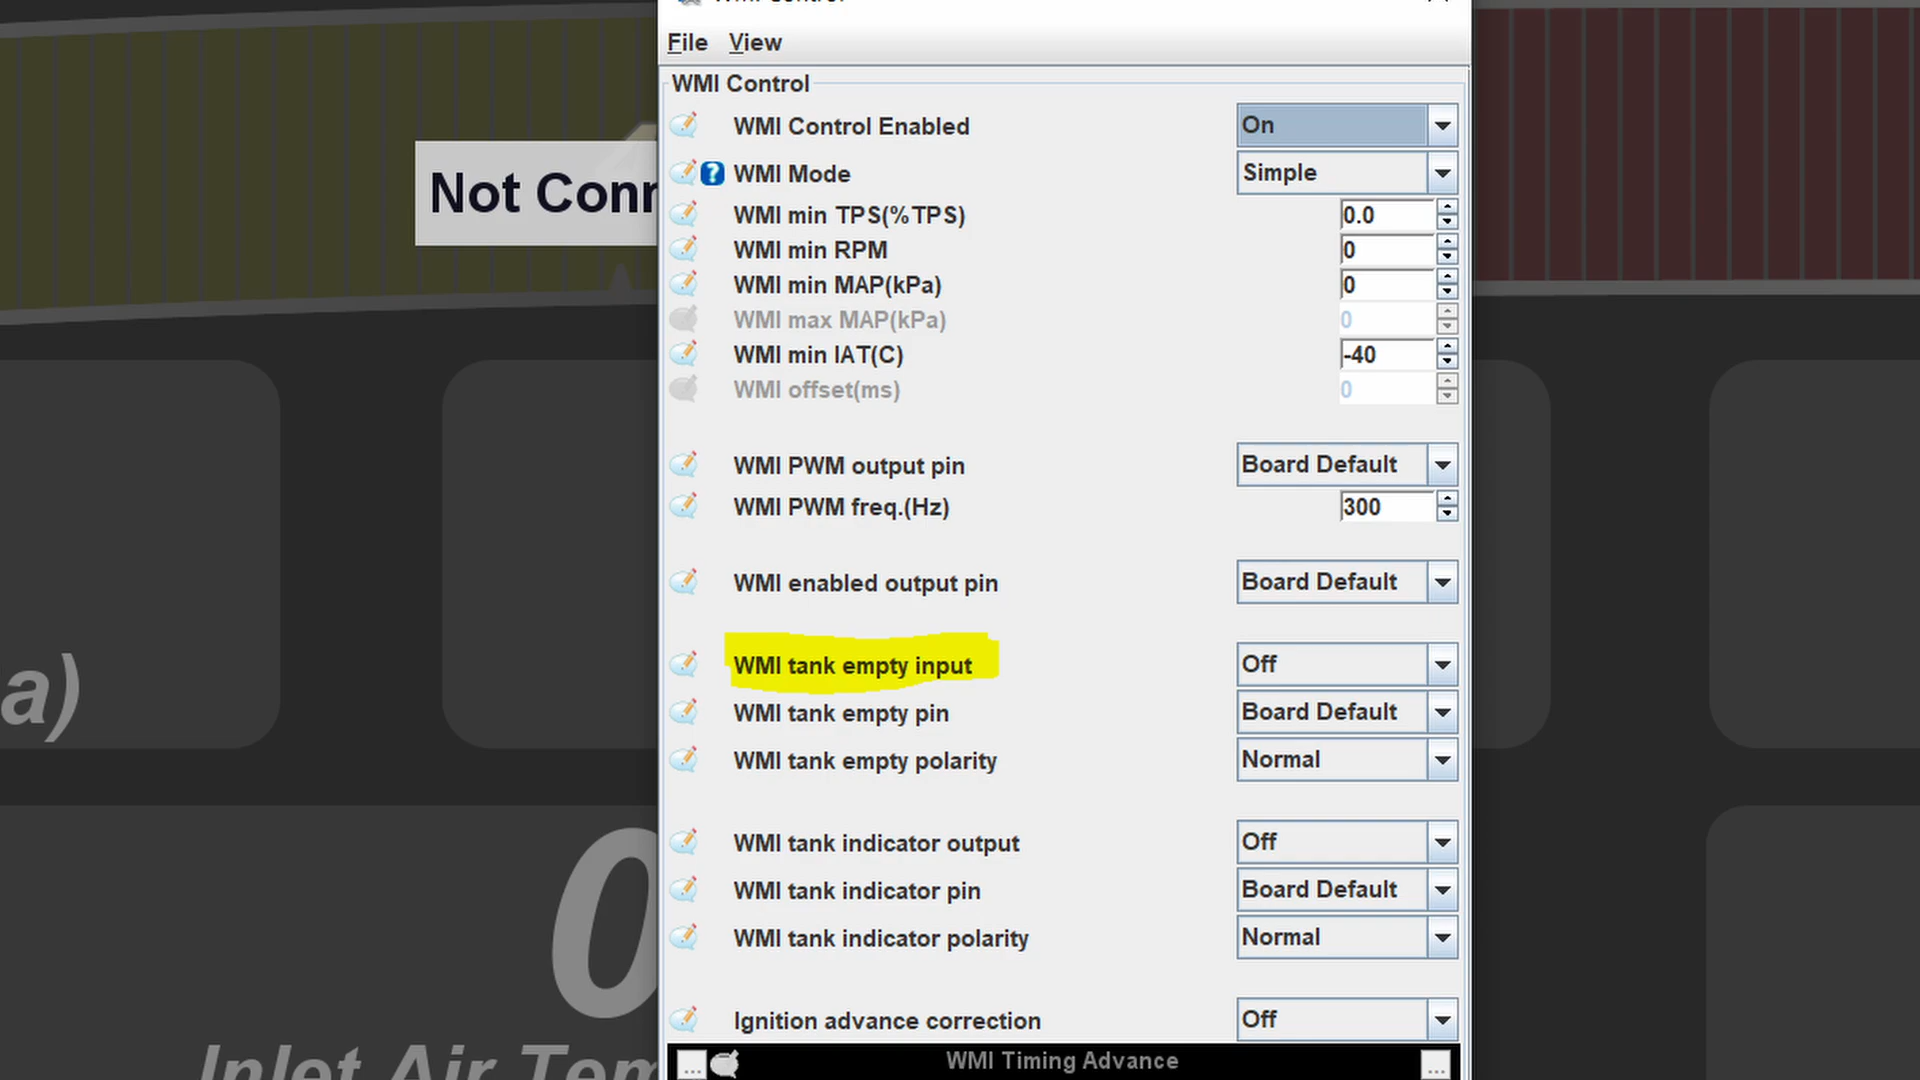 File View
WMI Control
WMI Control Enabled On
WMI Mode Simple
WMI min TPS(%TPS) 0.0
WMI min RPM 0
WMI min MAP(kPa) 0
WMI max MAP(kPa) 0
WMI min IAT(C) -40
WMI offset(ms) 0
WMI PWM output pin Board Default
WMI PWM freq.(Hz) 300
WMI enabled output pin Board Default
WMI tank empty input Off
WMI tank empty pin Board Default
WMI tank empty polarity Normal
WMI tank indicator output Off
WMI tank indicator pin Board Default
WMI tank indicator polarity Normal
Ignition advance correction Off
... WMI Timing Advance ...
Not Conn
a)
0
Inlet Air Tem